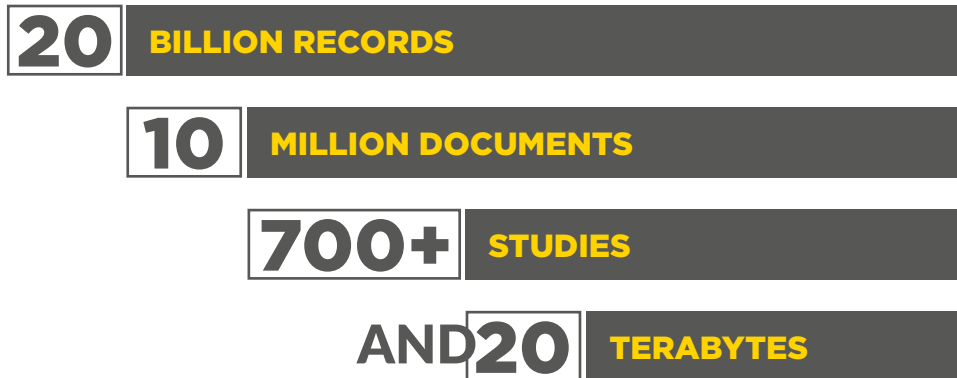 20 BILLION RECORDS
10 MILLION DOCUMENTS
700+ STUDIES
AND 20 TERABYTES